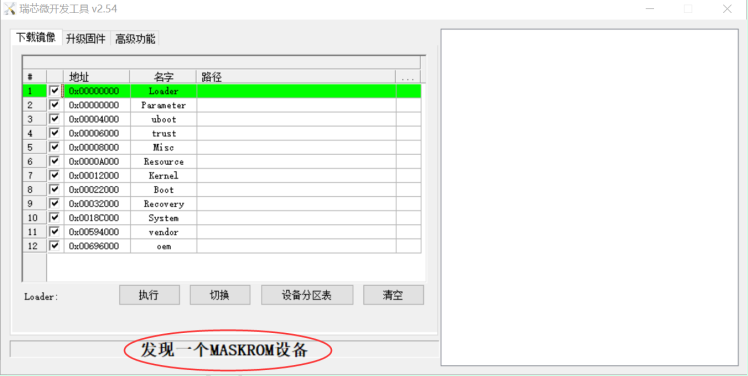 瑞芯微开发工具 v2.54
下载镜像 升级固件 高级功能
# 地址 名字 路径 ...
1 0x00000000 Loader
2 0x00000000 Parameter
3 0x00004000 uboot
4 0x00006000 trust
5 0x00008000 Misc
6 0x0000A000 Resource
7 0x00012000 Kernel
8 0x00022000 Boot
9 0x00032000 Recovery
10 0x0018C000 System
11 0x00594000 vendor
12 0x00696000 oem
Loader: 执行 切换 设备分区表 清空
发现一个MASKROM设备